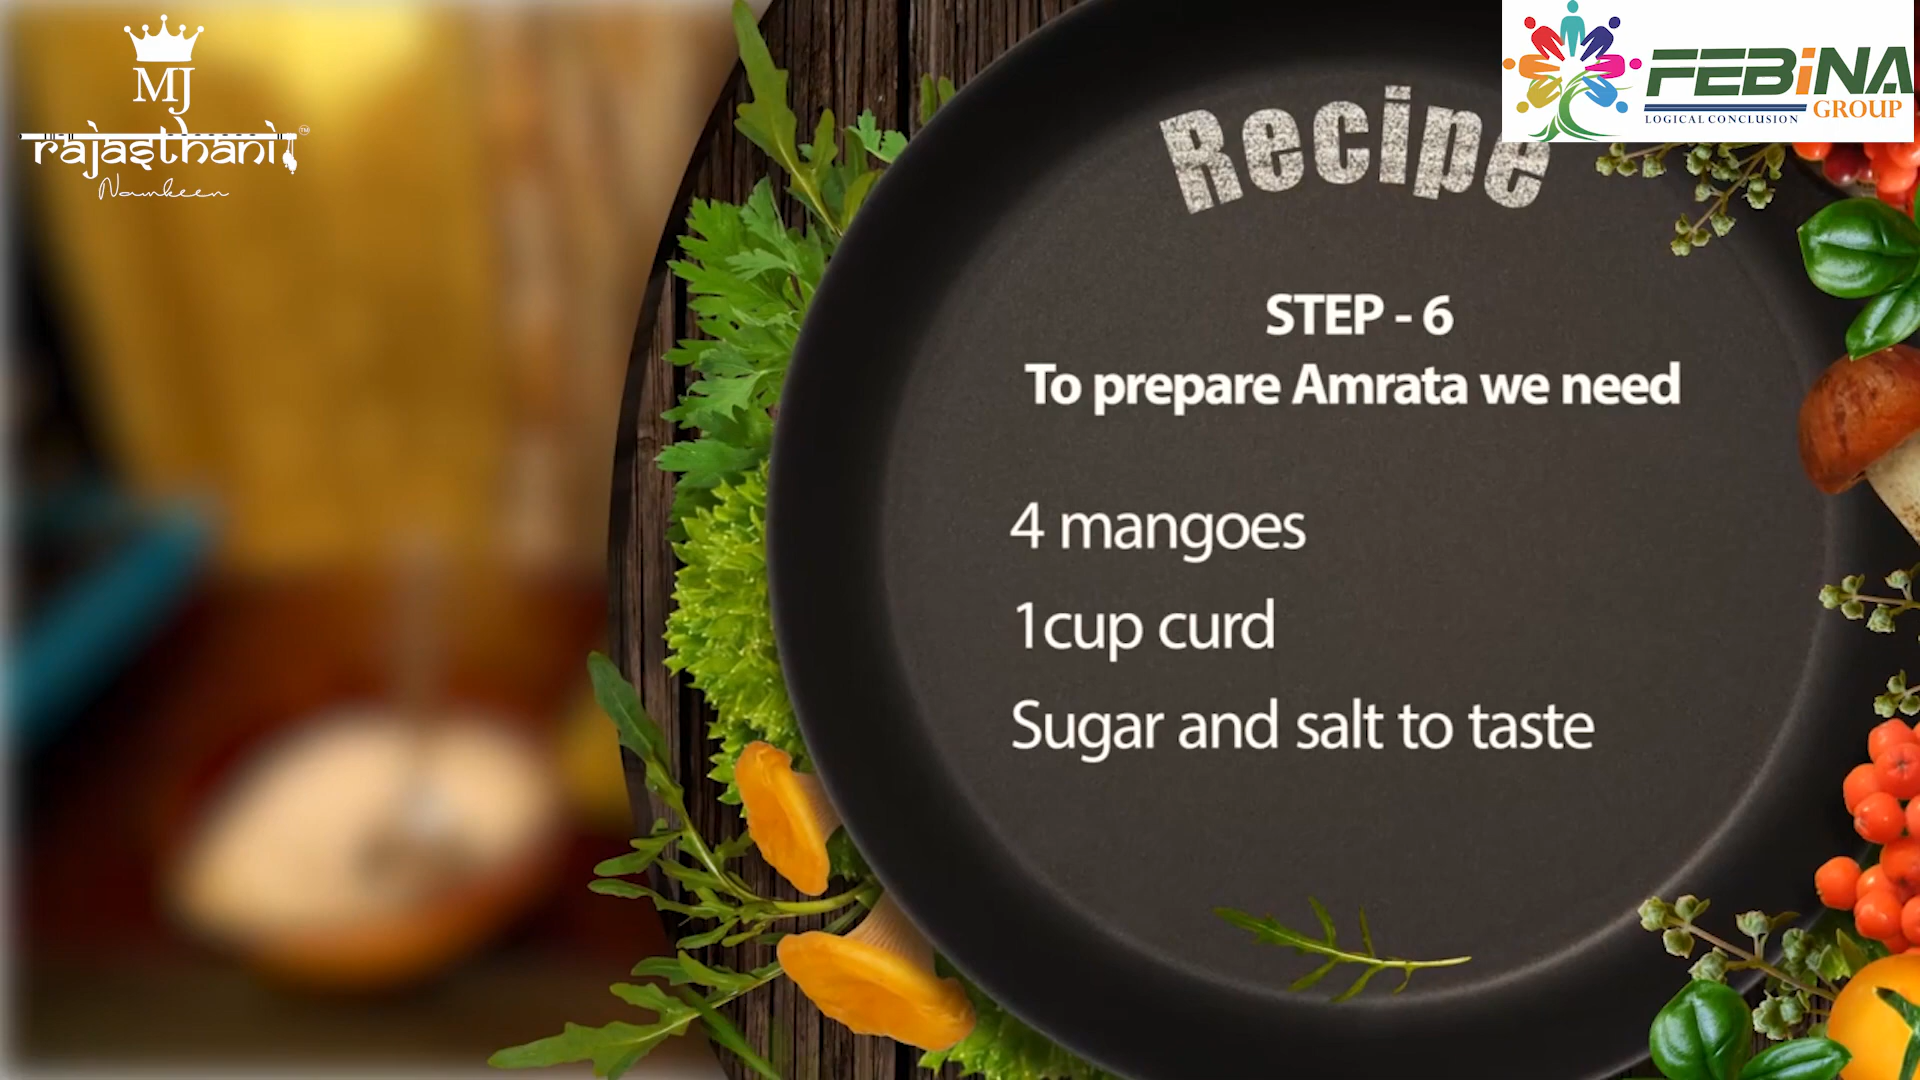 MJ
rajasthani
TM
Namkeen
FEBiNA
GROUP
LOGICAL CONCLUSION
Recipe
STEP - 6
To prepare Amrata we need
4 mangoes
1cup curd
Sugar and salt to taste